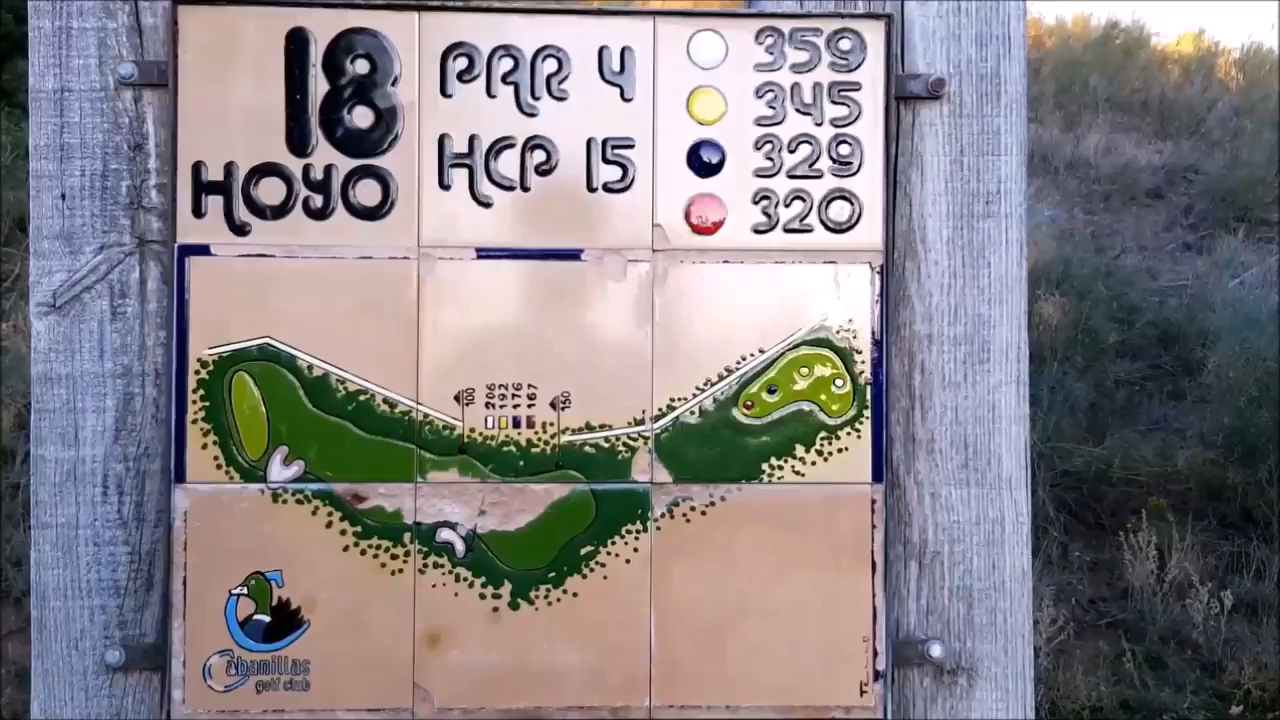 18
HOYO
PAR 4
HCP 15
359
345
329
320
100
206
192
176
167
150
Cabanillas
golf club